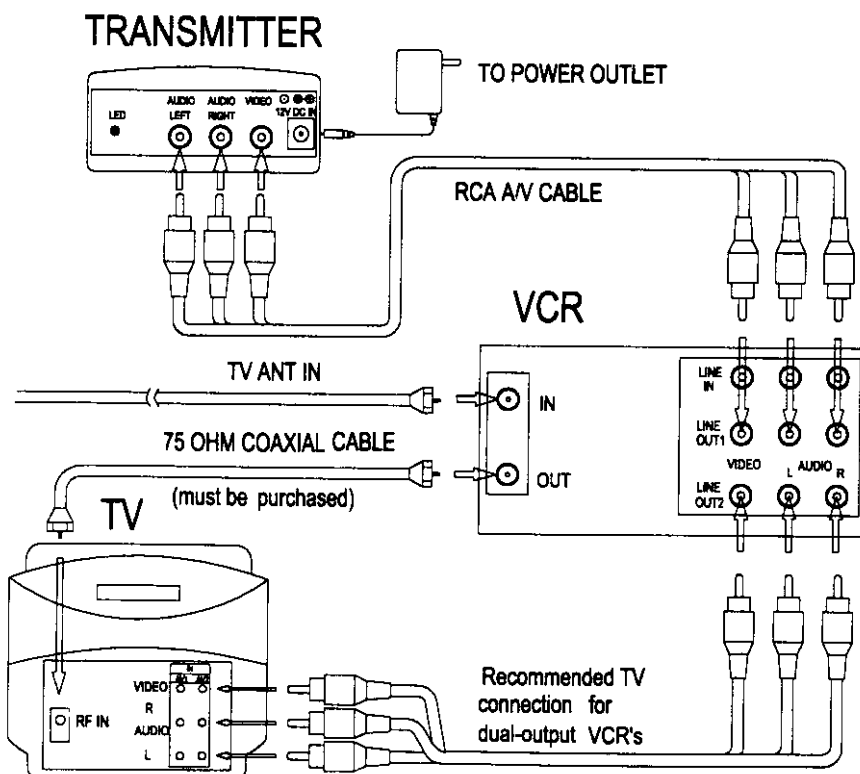 TRANSMITTER
TO POWER OUTLET
LED
AUDIO LEFT
AUDIO RIGHT
VIDEO
12V DC IN
RCA A/V CABLE
VCR
TV ANT IN
IN
75 OHM COAXIAL CABLE
(must be purchased)
OUT
LINE IN
LINE OUT1
VIDEO
L AUDIO R
LINE OUT2
TV
IN
VIDEO
R
AUDIO
L
RF IN
Recommended TV
connection for
dual-output VCR's